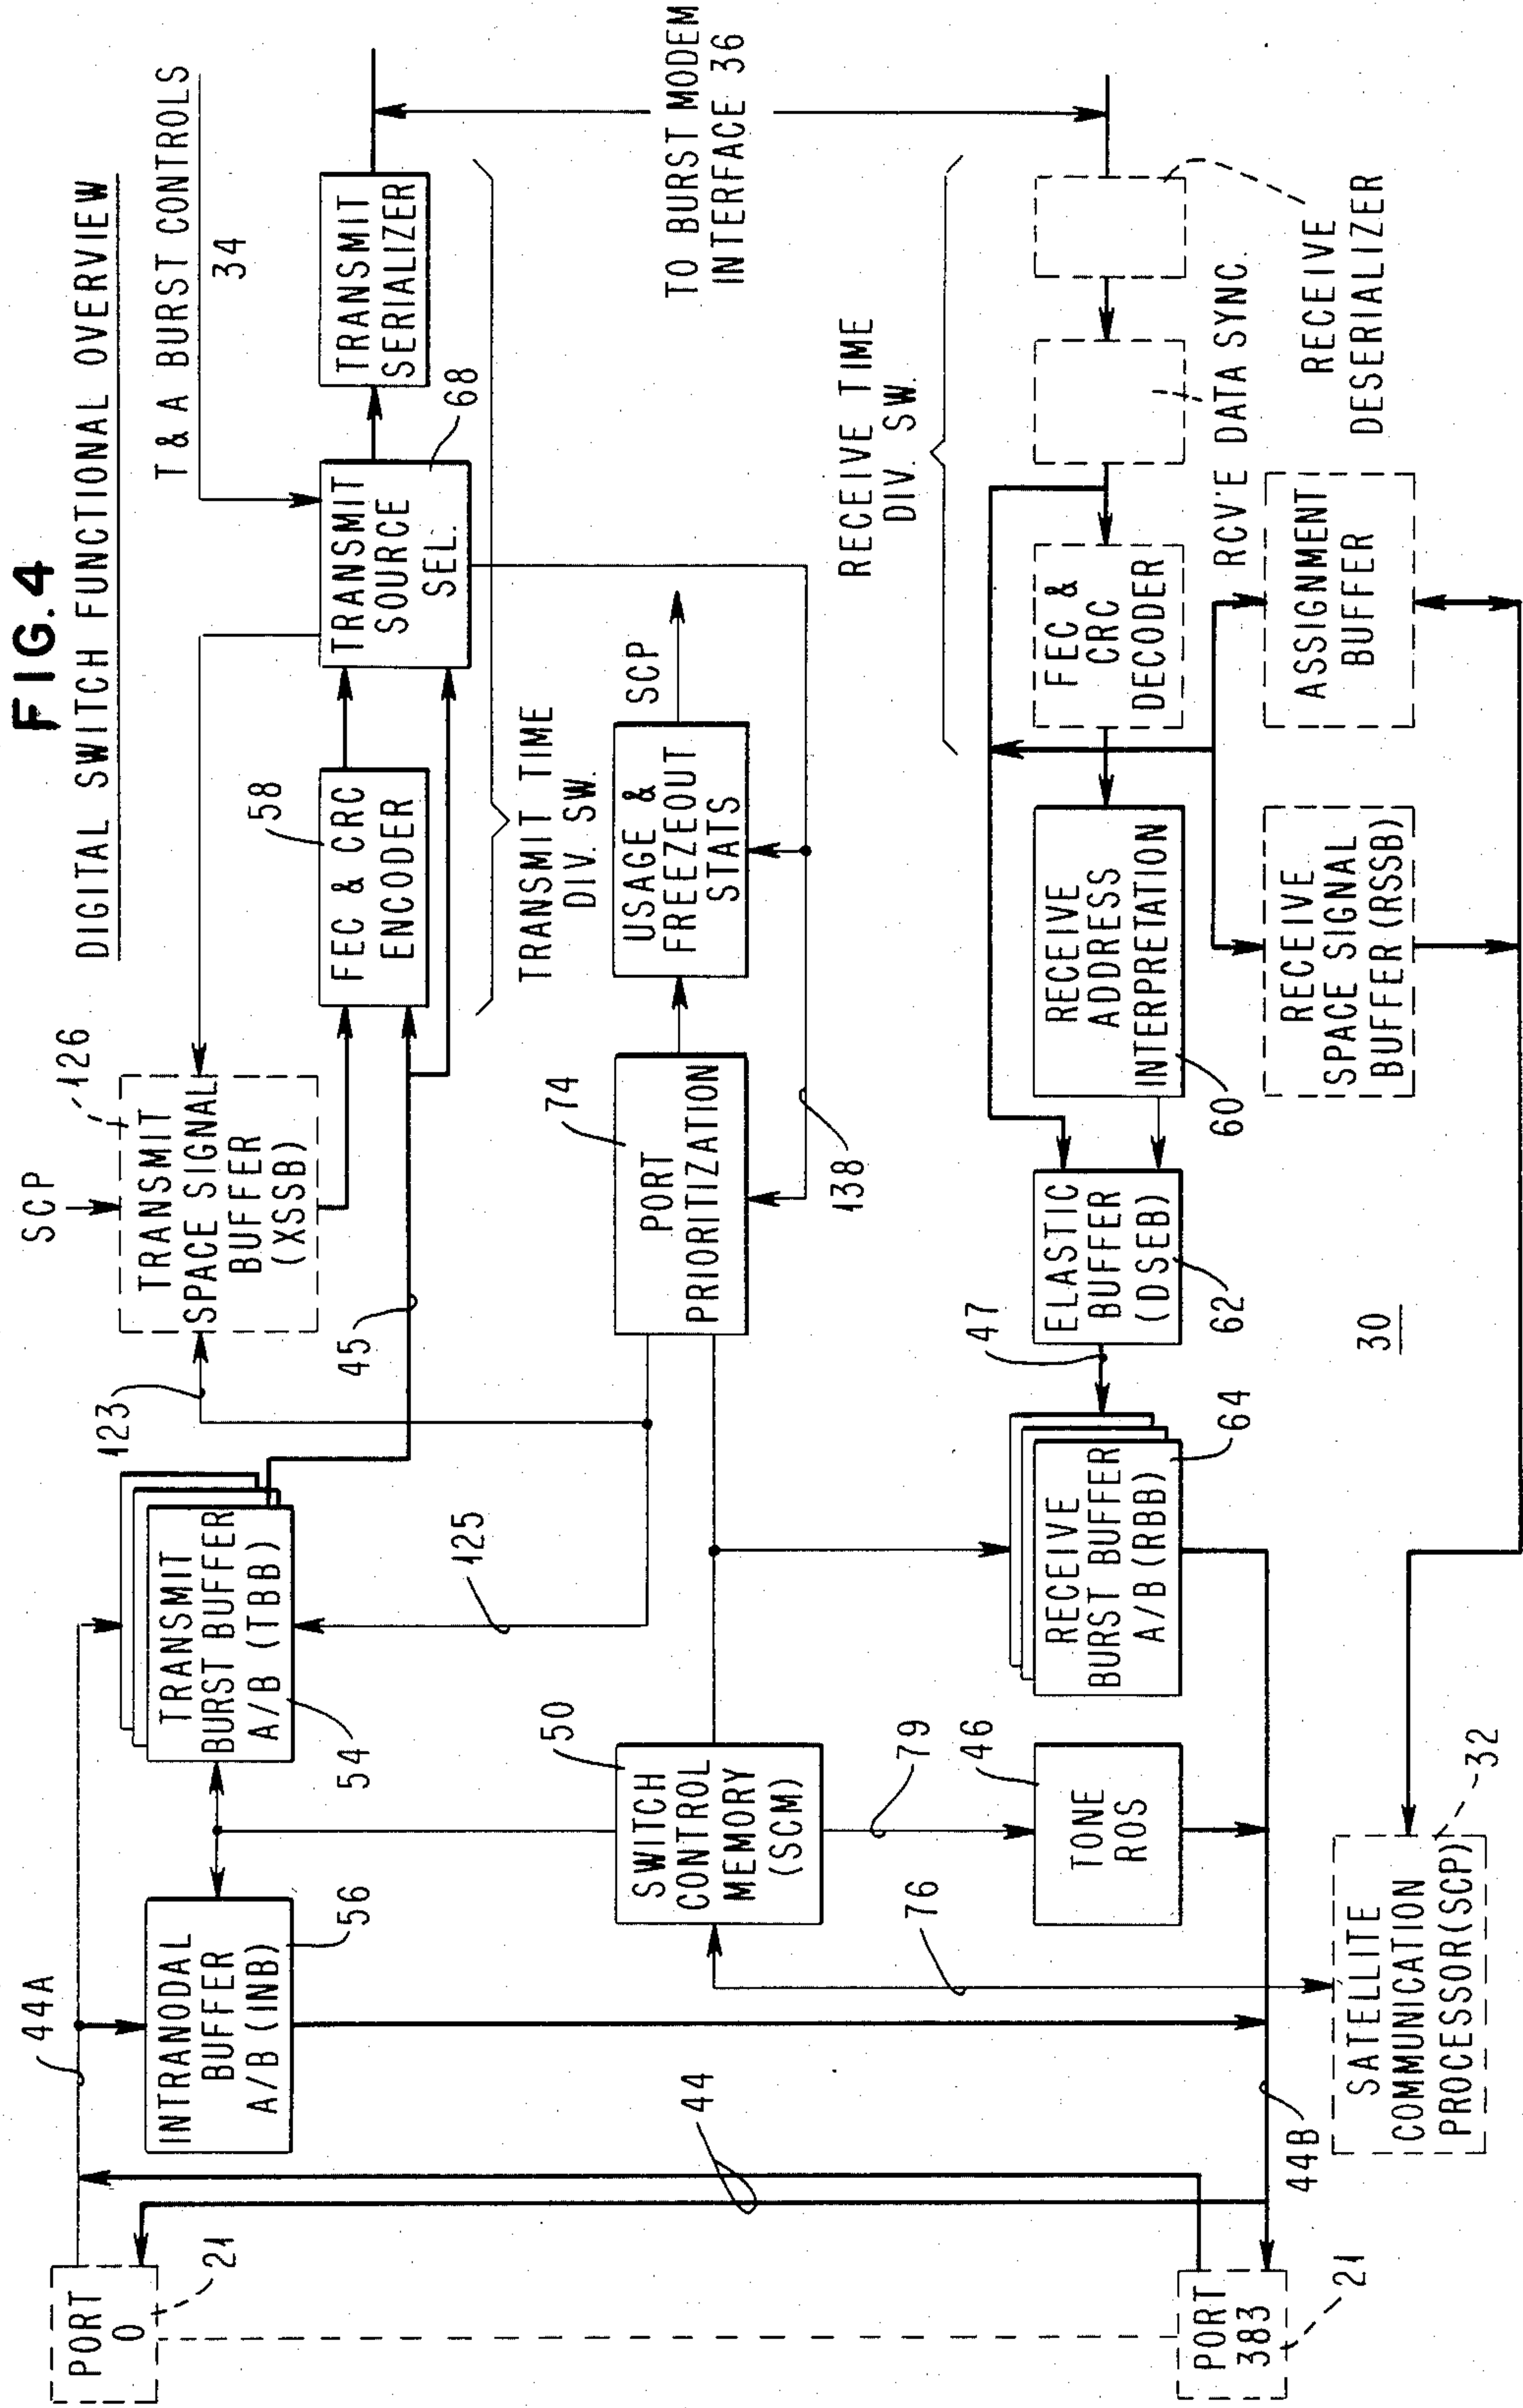 FIG.4
DIGITAL SWITCH FUNCTIONAL OVERVIEW
T & A BURST CONTROLS
34
SCP
126
TRANSMIT
SPACE SIGNAL
BUFFER
(XSSB)
123
44A
PORT
0
21
INTRANODAL
BUFFER
A/B (INB)
56
TRANSMIT
BURST BUFFER
A/B (TBB)
54
45
58
FEC & CRC
ENCODER
TRANSMIT
SOURCE
SEL.
68
TRANSMIT
SERIALIZER
TRANSMIT TIME
DIV. SW.
125
50
SWITCH
CONTROL
MEMORY
(SCM)
74
PORT
PRIORITIZATION
USAGE &
FREEZEOUT
STATS
SCP
138
TO BURST MODEM
INTERFACE 36
44
76
79
46
TONE
ROS
RECEIVE
BURST BUFFER
A/B (RBB)
64
47
ELASTIC
BUFFER
(DSEB)
62
RECEIVE
ADDRESS
INTERPRETATION
60
FEC &
CRC
DECODER
RECEIVE TIME
DIV. SW.
RCV'E DATA SYNC.
RECEIVE
DESERIALIZER
PORT
383
21
44B
SATELLITE
COMMUNICATION
PROCESSOR(SCP)
32
30
RECEIVE
SPACE SIGNAL
BUFFER (RSSB)
ASSIGNMENT
BUFFER